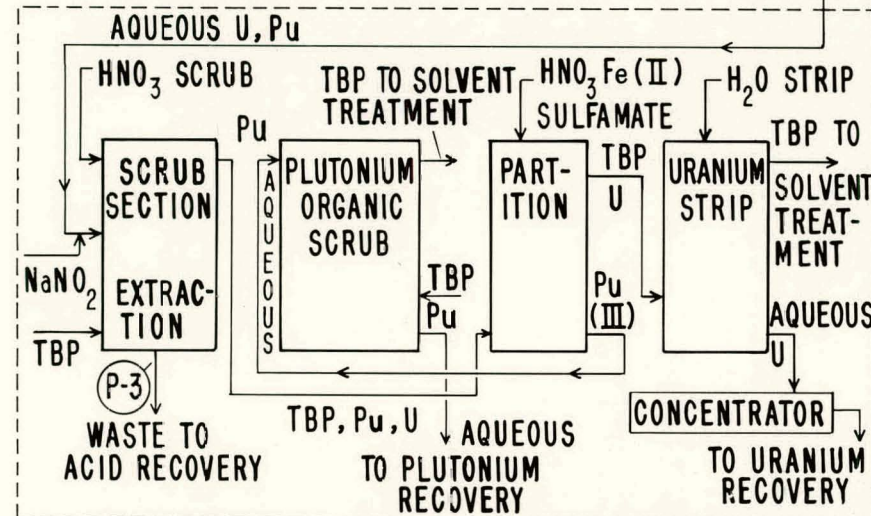 AQUEOUS U, Pu
HNO3 SCRUB
TBP TO SOLVENT
TREATMENT
HNO3 Fe(II)
SULFAMATE
H2O STRIP
Pu
SCRUB
SECTION
EXTRAC-
TION
NaNO2
TBP
P-3
WASTE TO
ACID RECOVERY
AQUEOUS
PLUTONIUM
ORGANIC
SCRUB
TBP
Pu
AQUEOUS
TO PLUTONIUM
RECOVERY
TBP, Pu, U
PART-
ITION
TBP
U
Pu
(III)
URANIUM
STRIP
TBP TO
SOLVENT
TREAT-
MENT
AQUEOUS
U
CONCENTRATOR
TO URANIUM
RECOVERY